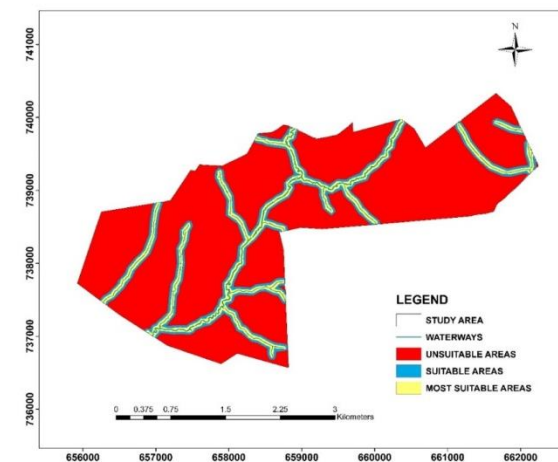 741000
740000
739000
738000
737000
736000
N
LEGEND
STUDY AREA
WATERWAYS
UNSUITABLE AREAS
SUITABLE AREAS
MOST SUITABLE AREAS
0 0.375 0.75 1.5 2.25 3
Kilometers
656000 657000 658000 659000 660000 661000 662000